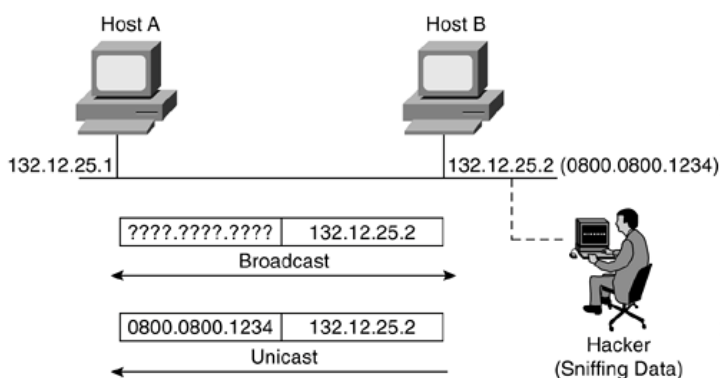 Host A
Host B
132.12.25.1
132.12.25.2 (0800.0800.1234)
????.????.???? 132.12.25.2
Broadcast
0800.0800.1234 132.12.25.2
Unicast
Hacker
(Sniffing Data)